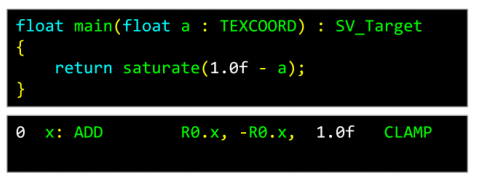 float main(float a : TEXCOORD) : SV_Target
{
    return saturate(1.0f - a);
}
0  x: ADD        R0.x, -R0.x,  1.0f   CLAMP